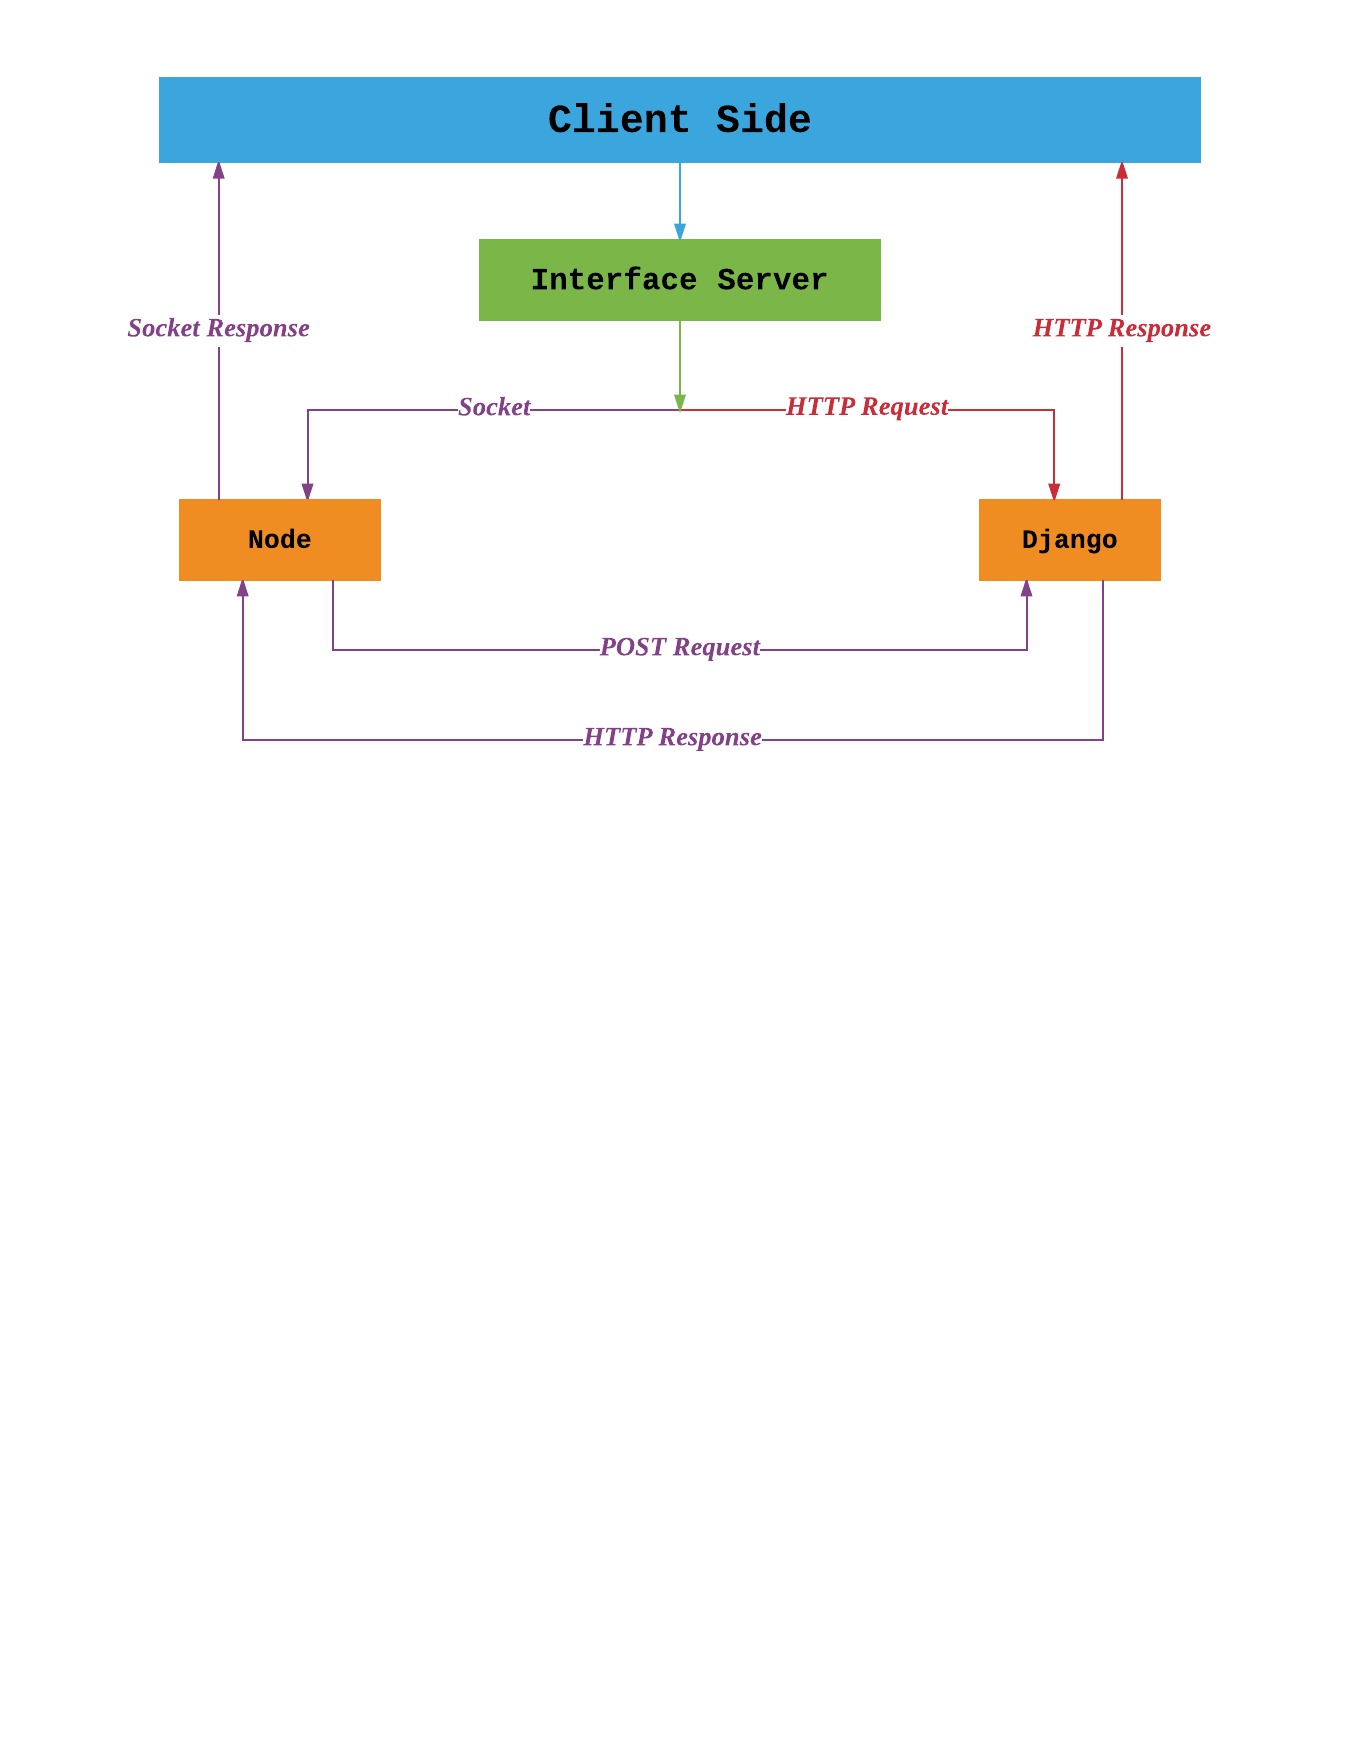 Client Side
Interface Server
Socket Response
HTTP Response
Socket
HTTP Request
Node
Django
POST Request
HTTP Response